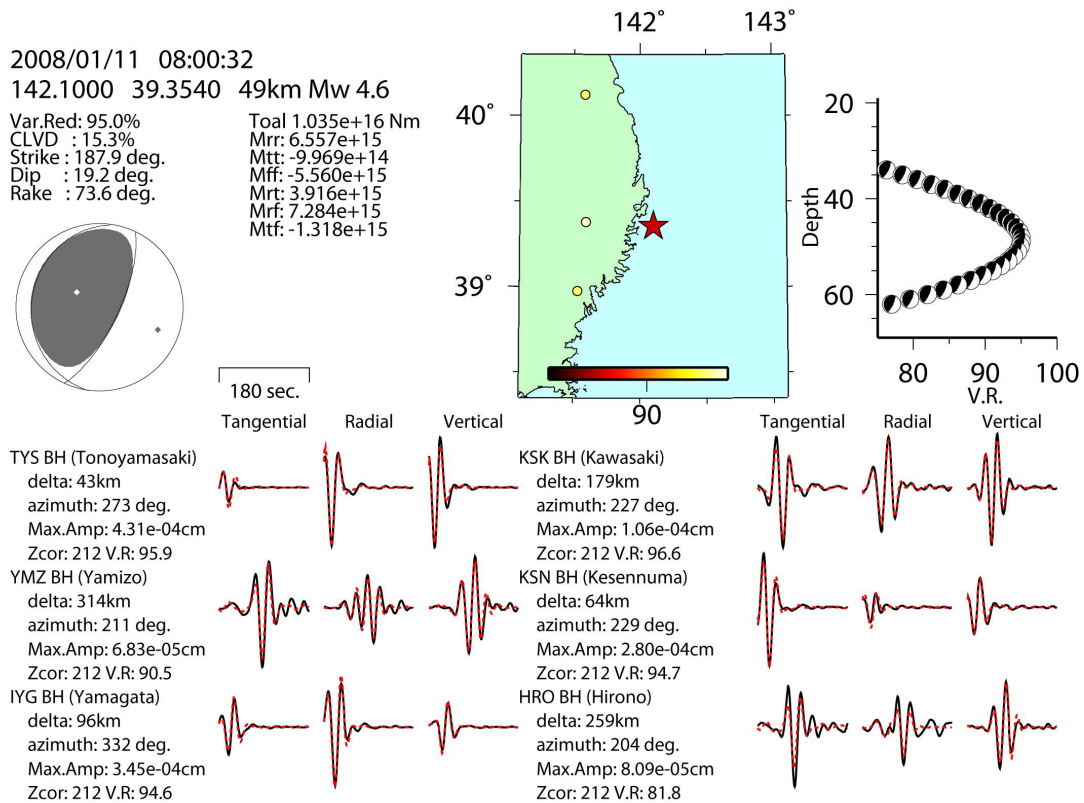 2008/01/11 08:00:32
142.1000 39.3540 49km Mw 4.6
Var.Red: 95.0%
CLVD : 15.3%
Strike : 187.9 deg.
Dip : 19.2 deg.
Rake : 73.6 deg.
Toal 1.035e+16 Nm
Mrr: 6.557e+15
Mtt: -9.969e+14
Mff: -5.560e+15
Mrt: 3.916e+15
Mrf: 7.284e+15
Mtf: -1.318e+15
142° 143°
40°
39°
90
Depth
20
40
60
80 90 100
V.R.
180 sec.
Tangential Radial Vertical
TYS BH (Tonoyamasaki)
delta: 43km
azimuth: 273 deg.
Max.Amp: 4.31e-04cm
Zcor: 212 V.R: 95.9
YMZ BH (Yamizo)
delta: 314km
azimuth: 211 deg.
Max.Amp: 6.83e-05cm
Zcor: 212 V.R: 90.5
IYG BH (Yamagata)
delta: 96km
azimuth: 332 deg.
Max.Amp: 3.45e-04cm
Zcor: 212 V.R: 94.6
Tangential Radial Vertical
KSK BH (Kawasaki)
delta: 179km
azimuth: 227 deg.
Max.Amp: 1.06e-04cm
Zcor: 212 V.R: 96.6
KSN BH (Kesennuma)
delta: 64km
azimuth: 229 deg.
Max.Amp: 2.80e-04cm
Zcor: 212 V.R: 94.7
HRO BH (Hirono)
delta: 259km
azimuth: 204 deg.
Max.Amp: 8.09e-05cm
Zcor: 212 V.R: 81.8